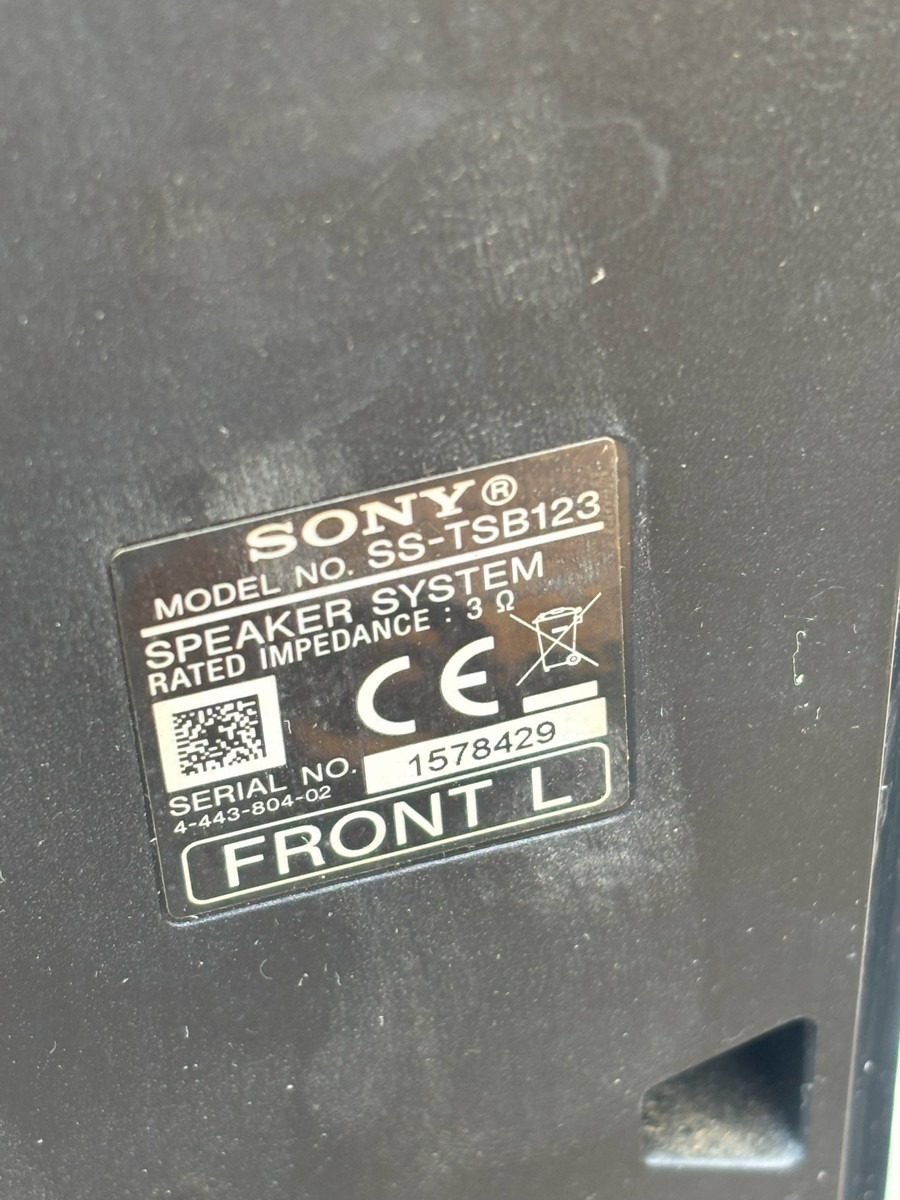 SONY®
MODEL NO. SS-TSB123
SPEAKER SYSTEM
RATED IMPEDANCE : 3 Ω
CE
SERIAL NO. 1578429
4-443-804-02
FRONT L